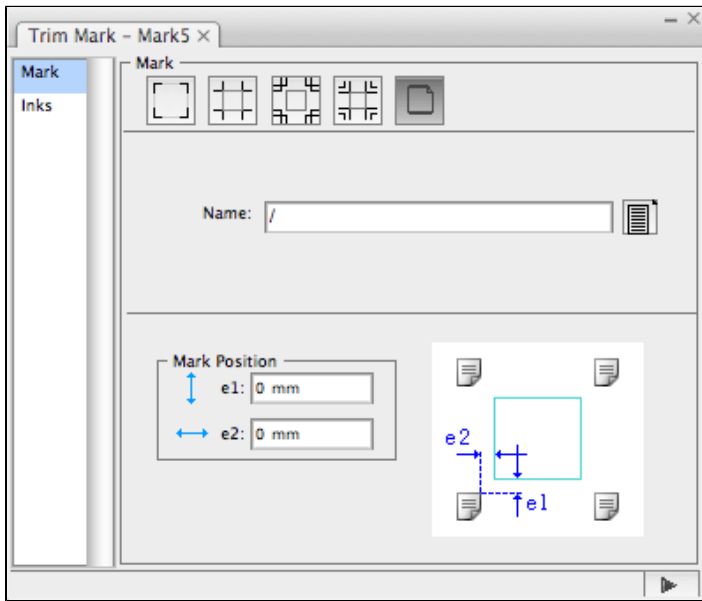 Trim Mark – Mark5
Mark
Inks
Mark
Name: /
Mark Position
e1: 0 mm
e2: 0 mm
e2
e1